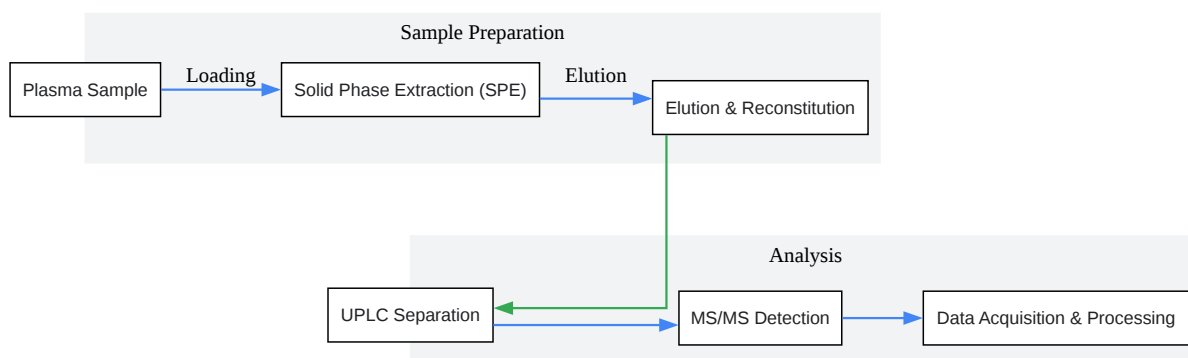 Sample Preparation
Plasma Sample
Loading
Solid Phase Extraction (SPE)
Elution
Elution & Reconstitution
Analysis
UPLC Separation
MS/MS Detection
Data Acquisition & Processing